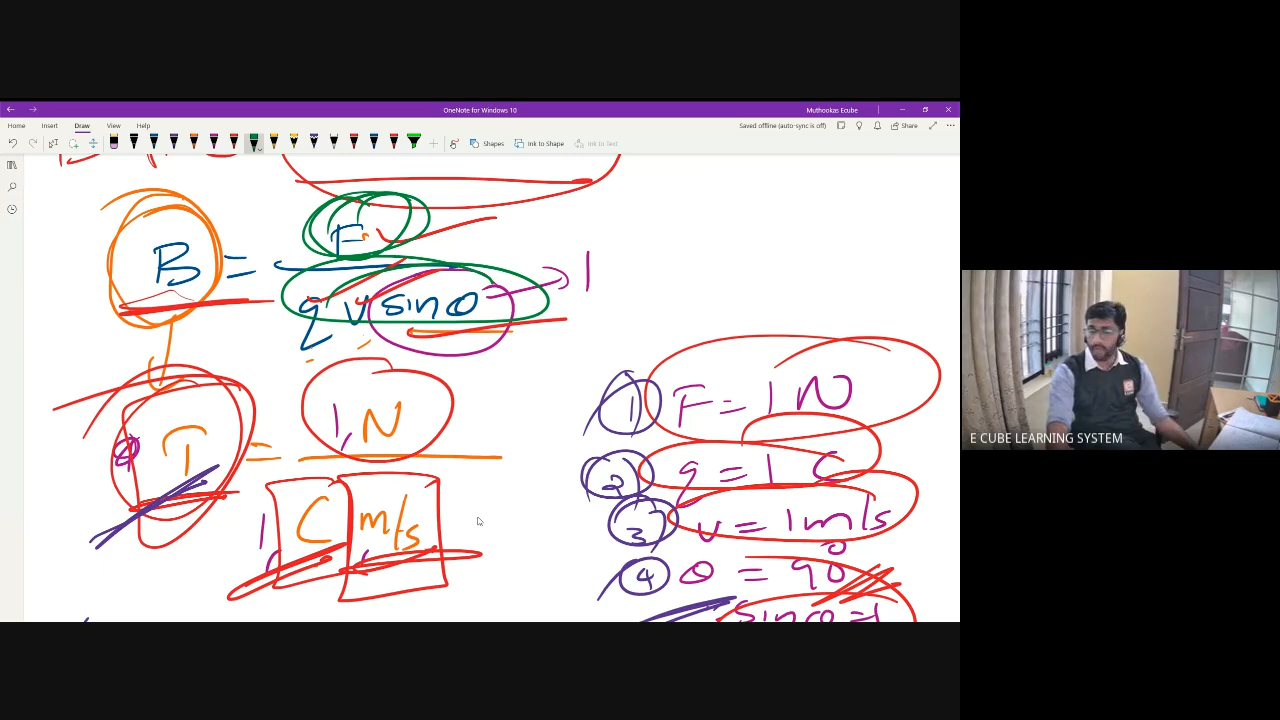 OneNote for Windows 10
Muthookas Ecube
Home Insert Draw View Help
Saved offline (auto-sync is off)
Share
Shapes
Ink to Shape
Ink to Text
B = F
q v sinθ → 1
T = 1 N
1 C m/s
① F = 1 N
② q = 1 C
③ v = 1 m/s
④ θ = 90°
sinθ = 1
E CUBE LEARNING SYSTEM